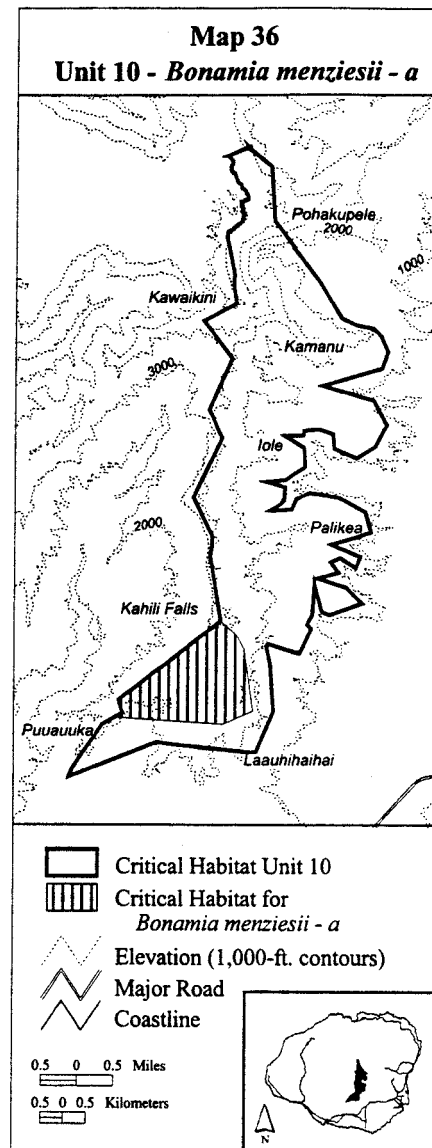 Map 36
Unit 10 - Bonamia menziesii - a
Pohakupele
2000
1000
Kawaikini
Kamanu
3000
Iole
2000
Palikea
Kahili Falls
Puuauuka
Laauhihaihai
Critical Habitat Unit 10
Critical Habitat for
Bonamia menziesii - a
Elevation (1,000-ft. contours)
Major Road
Coastline
0.5 0 0.5 Miles
0.5 0 0.5 Kilometers
N